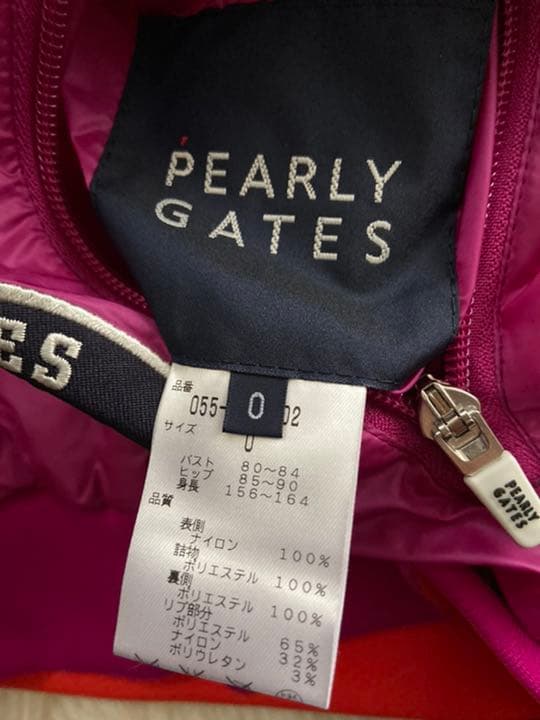 PEARLY
GATES
ES
品番
055-
02
0
サイズ
0
バスト 80～84
ヒップ 85～90
身長 156～164
品質
表側
ナイロン 100%
詰物
ポリエステル 100%
裏側
ポリエステル 100%
リブ部分
ポリエステル 65%
ナイロン 32%
ポリウレタン 3%
PEARLY
GATES